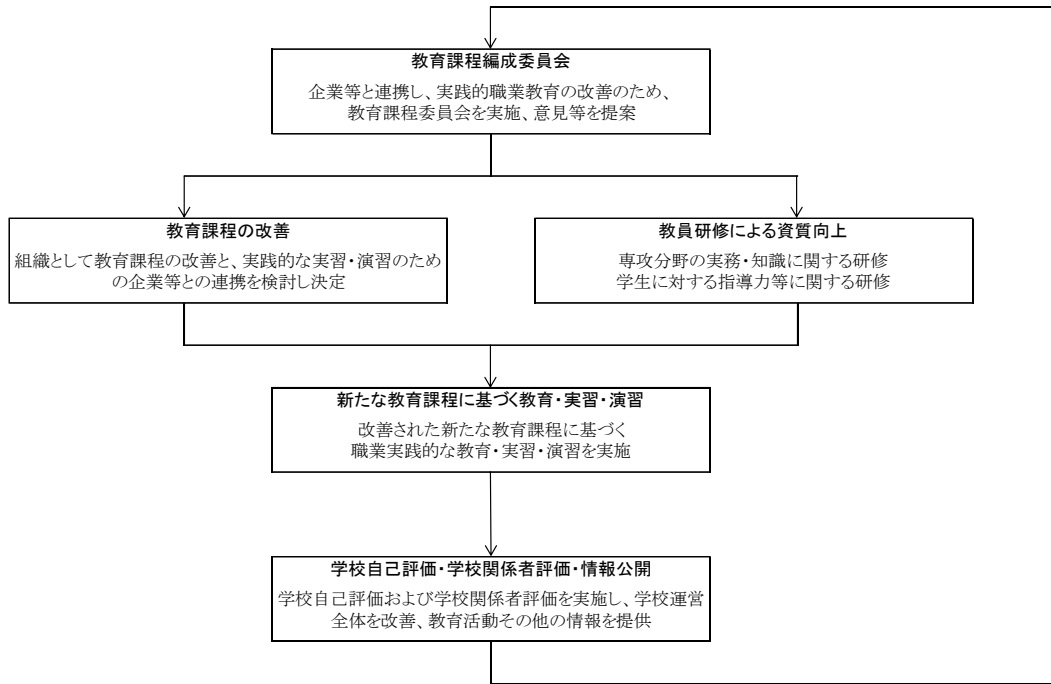 教育課程編成委員会
企業等と連携し、実践的職業教育の改善のため、
教育課程委員会を実施、意見等を提案
教育課程の改善
組織として教育課程の改善と、実践的な実習・演習のため
の企業等との連携を検討し決定
教員研修による資質向上
専攻分野の実務・知識に関する研修
学生に対する指導力等に関する研修
新たな教育課程に基づく教育・実習・演習
改善された新たな教育課程に基づく
職業実践的な教育・実習・演習を実施
学校自己評価・学校関係者評価・情報公開
学校自己評価および学校関係者評価を実施し、学校運営
全体を改善、教育活動その他の情報を提供